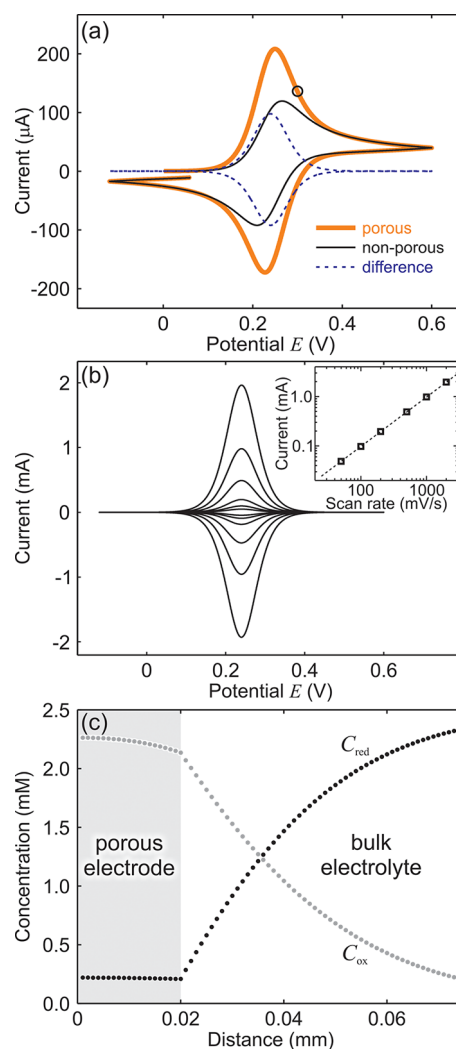 (a)
200
100
0
-100
-200
Current (µA)
porous
non-porous
difference
0 0.2 0.4 0.6
Potential E (V)
(b)
2
1
0
-1
-2
Current (mA)
1.0
0.1
Current (mA)
100 1000
Scan rate (mV/s)
0 0.2 0.4 0.6
Potential E (V)
(c)
2.5
2.0
1.5
1.0
0.5
0.0
Concentration (mM)
Cred
porous
electrode
bulk
electrolyte
Cox
0 0.02 0.04 0.06
Distance (mm)